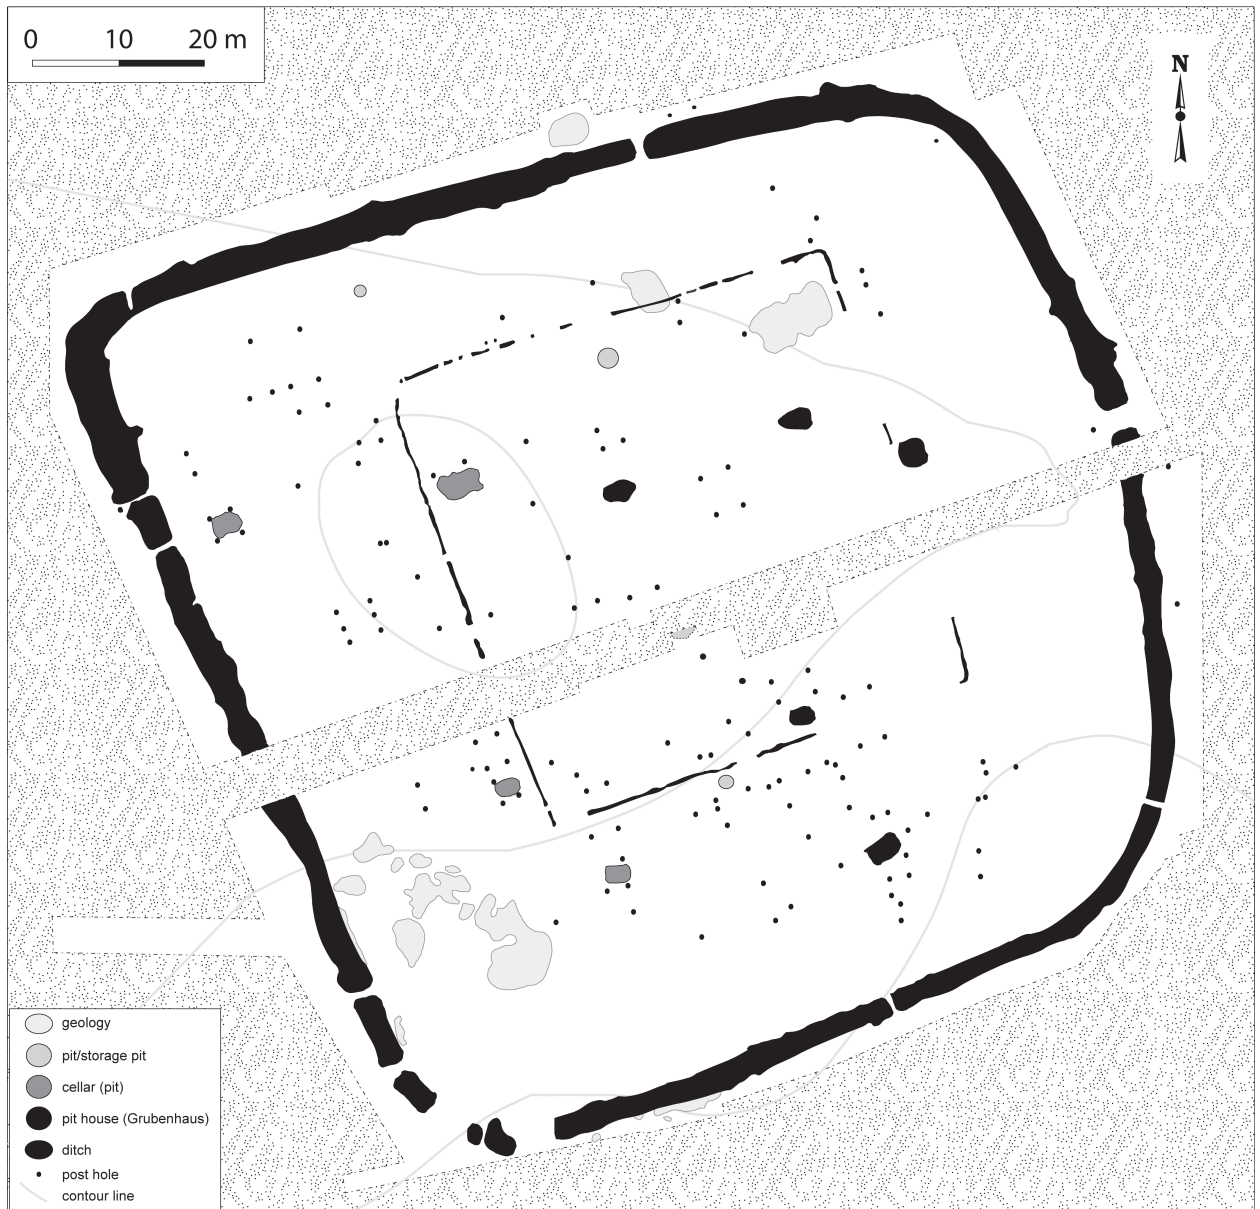 0 10 20 m
N
geology
pit/storage pit
cellar (pit)
pit house (Grubenhaus)
ditch
post hole
contour line